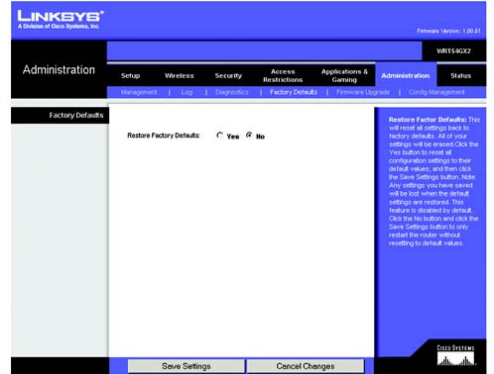 LINKSYS®
A Division of Cisco Systems, Inc.
Firmware Version: 1.00.01
WRT54GX2
Administration
Setup Wireless Security Access Restrictions Applications & Gaming Administration Status
Management | Log | Diagnostics | Factory Defaults | Firmware Upgrade | Config Management
Factory Defaults
Restore Factory Defaults: Yes No
Restore Factor Defaults: This
will reset all settings back to
factory defaults. All of your
settings will be erased.Click the
Yes button to reset all
configuration settings to their
default values, and then click
the Save Settings button. Note:
Any settings you have saved
will be lost when the default
settings are restored. This
feature is disabled by default.
Click the No button and click the
Save Settings button to only
restart the router without
resetting to default values.
Save Settings Cancel Changes
CISCO SYSTEMS